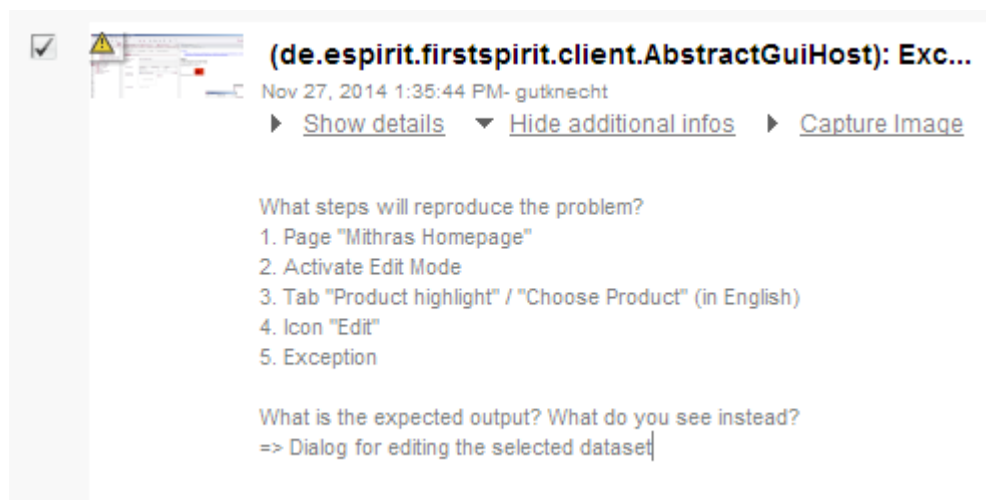 (de.espirit.firstspirit.client.AbstractGuiHost): Exc...
Nov 27, 2014 1:35:44 PM- gutknecht
Show details Hide additional infos Capture Image
What steps will reproduce the problem?
1. Page "Mithras Homepage"
2. Activate Edit Mode
3. Tab "Product highlight" / "Choose Product" (in English)
4. Icon "Edit"
5. Exception
What is the expected output? What do you see instead?
=> Dialog for editing the selected dataset